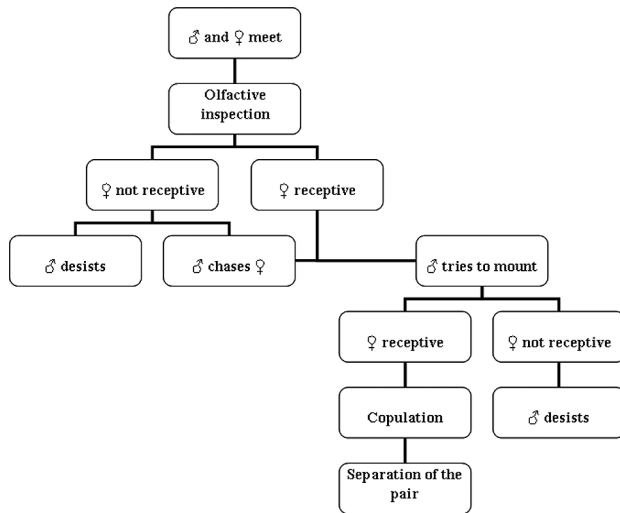 ♂ and ♀ meet
Olfactive
inspection
♀ not receptive
♀ receptive
♂ desists
♂ chases ♀
♂ tries to mount
♀ receptive
♀ not receptive
Copulation
♂ desists
Separation of the
pair